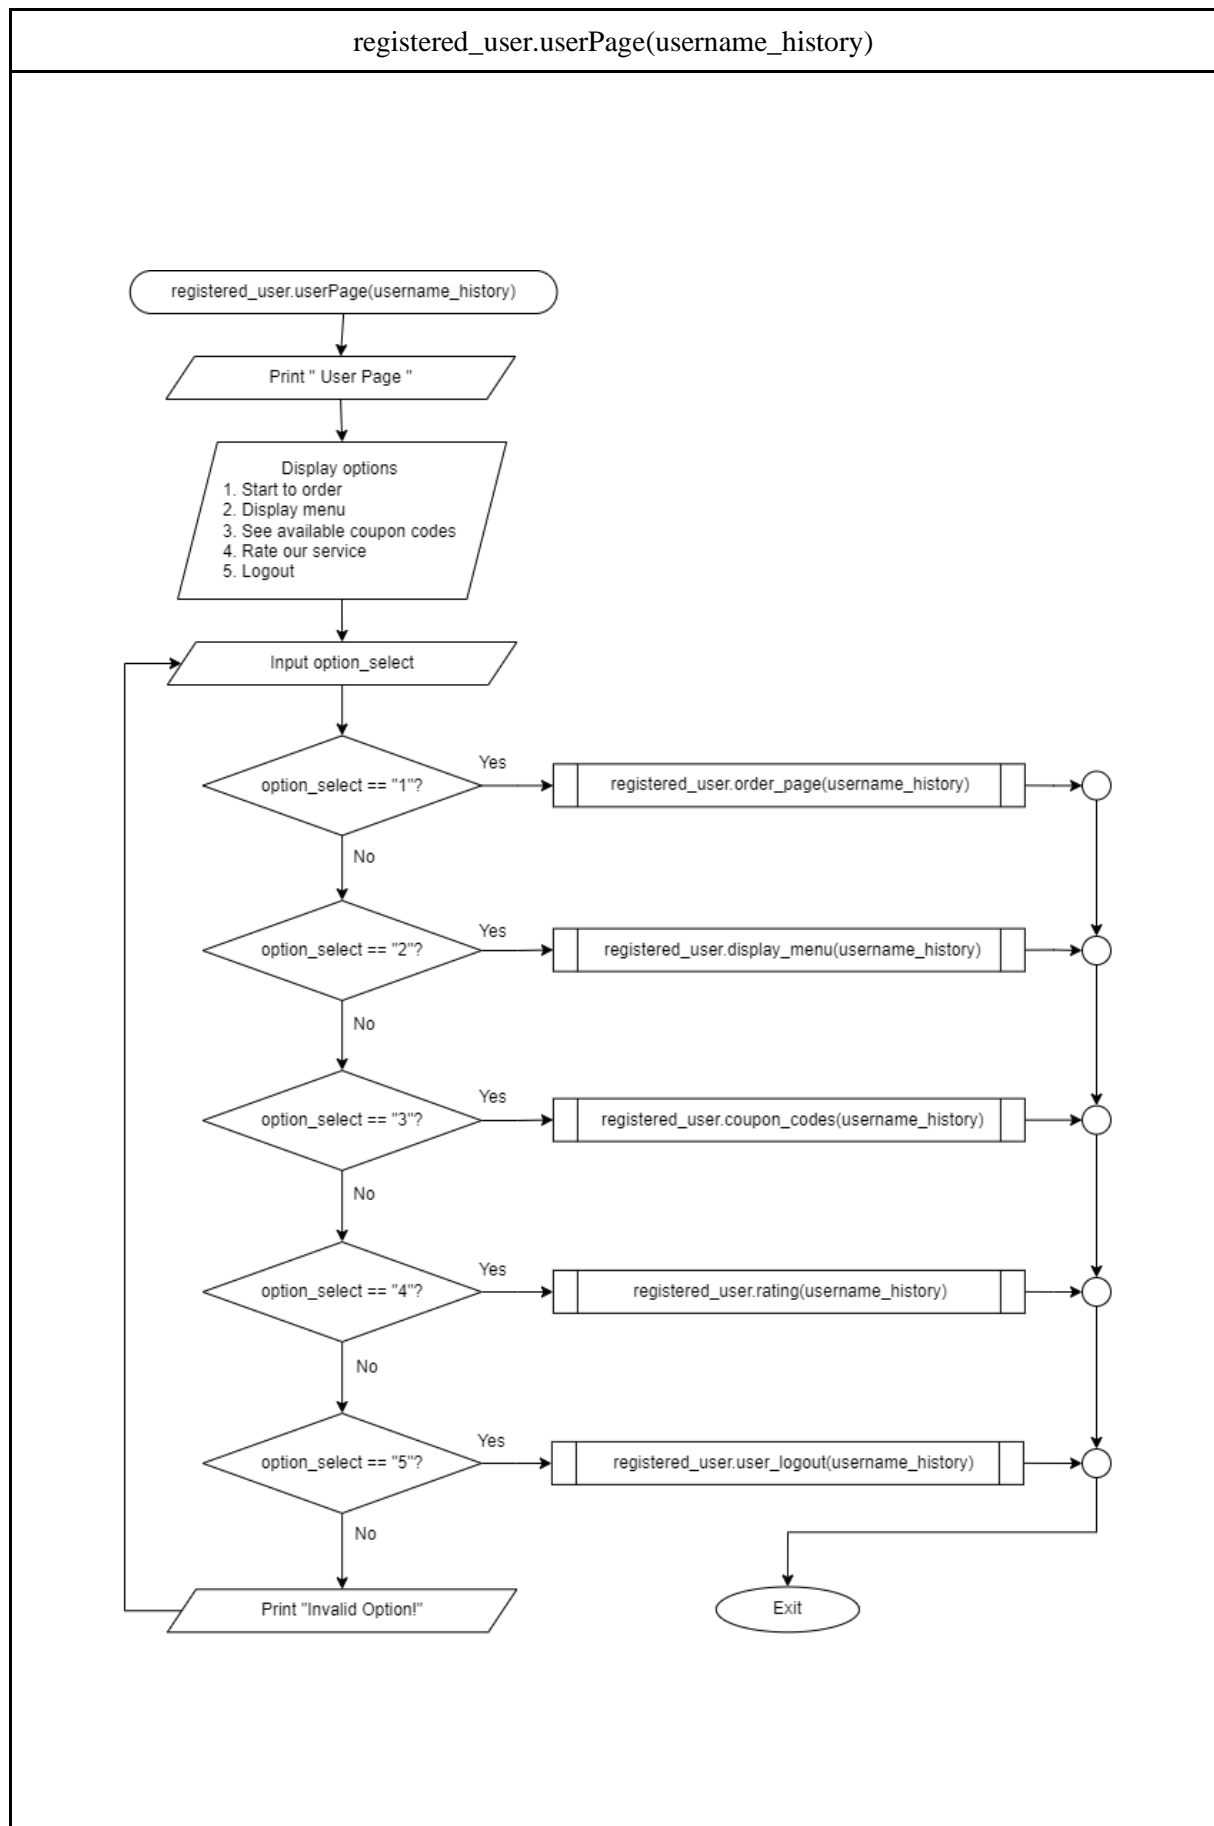 registered_user.userPage(username_history)
registered_user.userPage(username_history)
Print " User Page "
Display options
1. Start to order
2. Display menu
3. See available coupon codes
4. Rate our service
5. Logout
Input option_select
option_select == "1"?
Yes
registered_user.order_page(username_history)
No
option_select == "2"?
Yes
registered_user.display_menu(username_history)
No
option_select == "3"?
Yes
registered_user.coupon_codes(username_history)
No
option_select == "4"?
Yes
registered_user.rating(username_history)
No
option_select == "5"?
Yes
registered_user.user_logout(username_history)
No
Print "Invalid Option!"
Exit